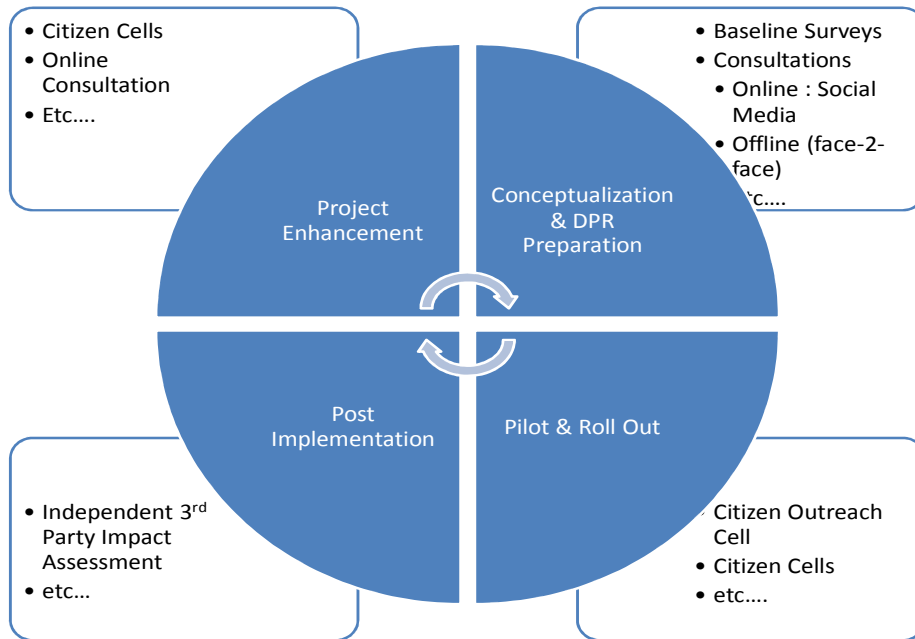 • Citizen Cells
• Online
Consultation
• Etc....
• Baseline Surveys
• Consultations
• Online : Social
Media
• Offline (face-2-
face)
etc....
Project
Enhancement
Conceptualization
& DPR
Preparation
Post
Implementation
Pilot & Roll Out
• Independent 3rd
Party Impact
Assessment
• etc...
• Citizen Outreach
Cell
• Citizen Cells
• etc....